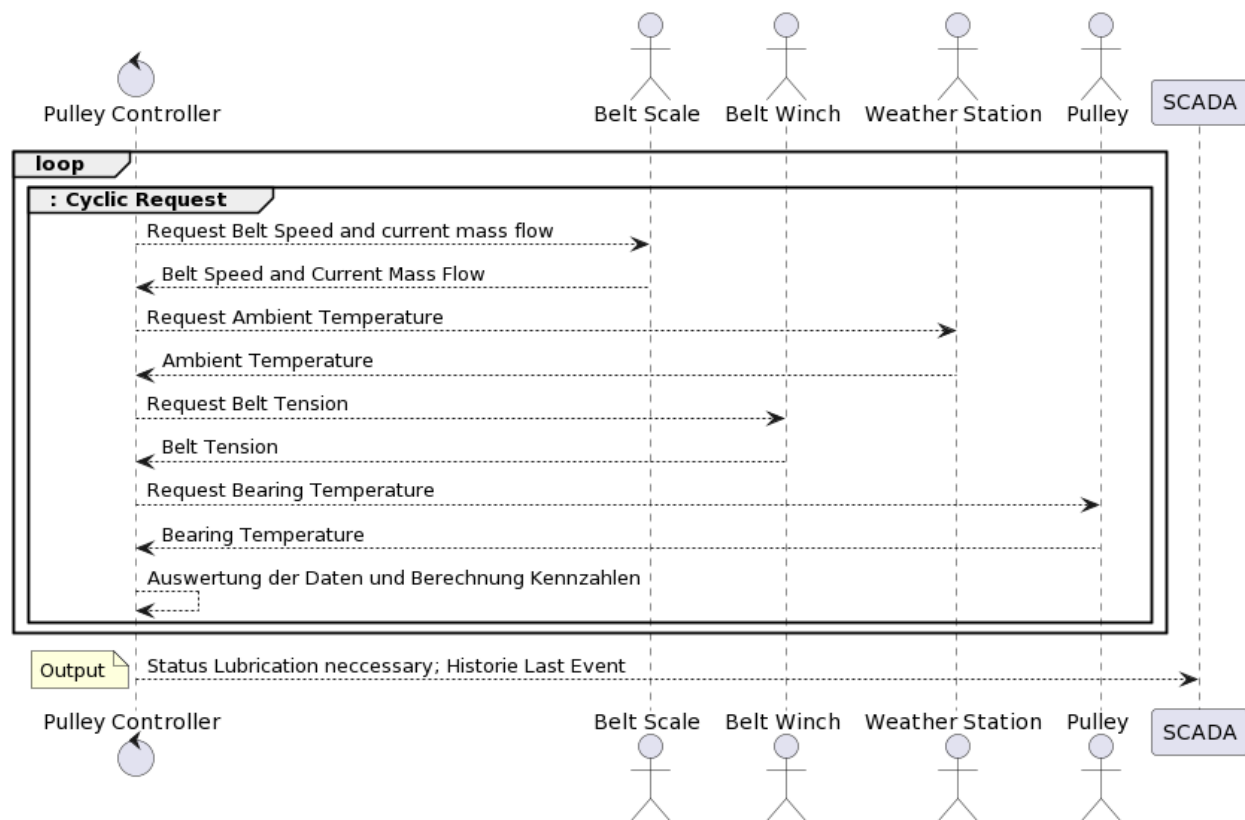 Pulley Controller
Belt Scale
Belt Winch
Weather Station
Pulley
SCADA
loop
: Cyclic Request
Request Belt Speed and current mass flow
Belt Speed and Current Mass Flow
Request Ambient Temperature
Ambient Temperature
Request Belt Tension
Belt Tension
Request Bearing Temperature
Bearing Temperature
Auswertung der Daten und Berechnung Kennzahlen
Output
Status Lubrication neccessary; Historie Last Event
Pulley Controller
Belt Scale
Belt Winch
Weather Station
Pulley
SCADA